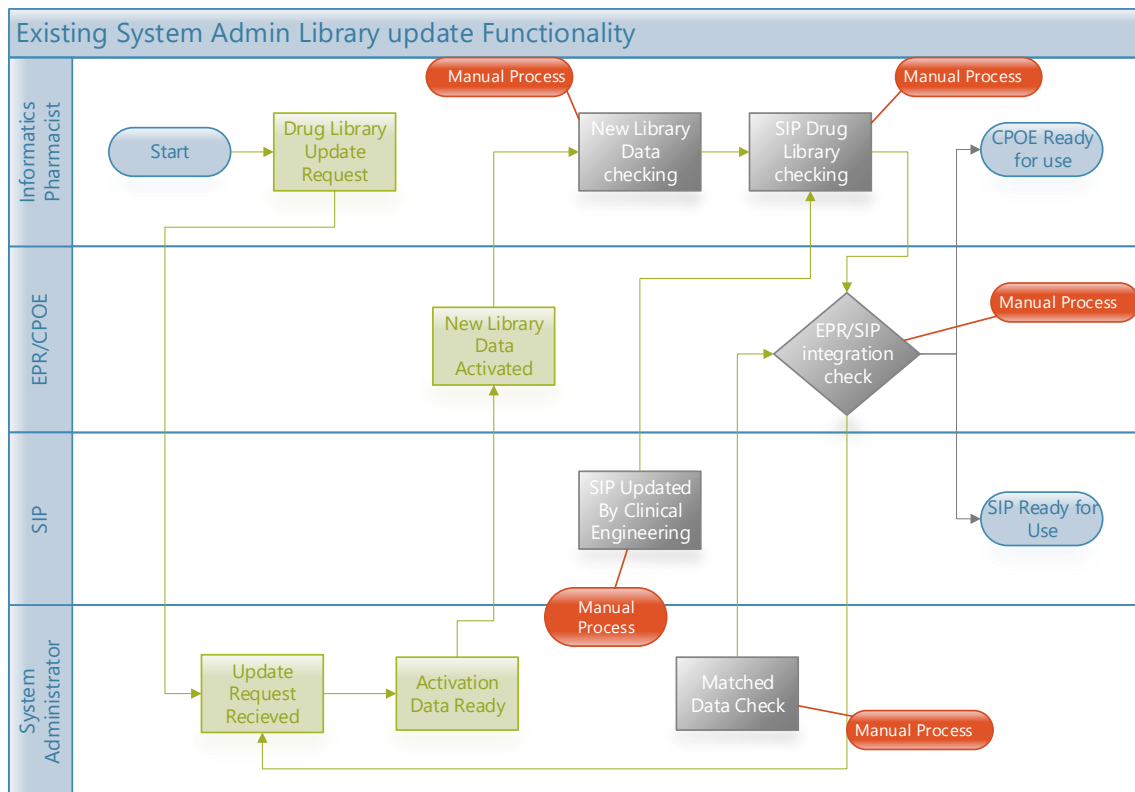 Existing System Admin Library update Functionality
Informatics
Pharmacist
Start
Drug Library
Update
Request
Manual Process
New Library
Data
checking
SIP Drug
Library
checking
Manual Process
CPOE Ready
for use
EPR/CPOE
New Library
Data
Activated
EPR/SIP
integration
check
Manual Process
SIP
SIP Updated
By Clinical
Engineering
Manual
Process
SIP Ready for
Use
System
Administrator
Update
Request
Recieved
Activation
Data Ready
Matched
Data Check
Manual Process